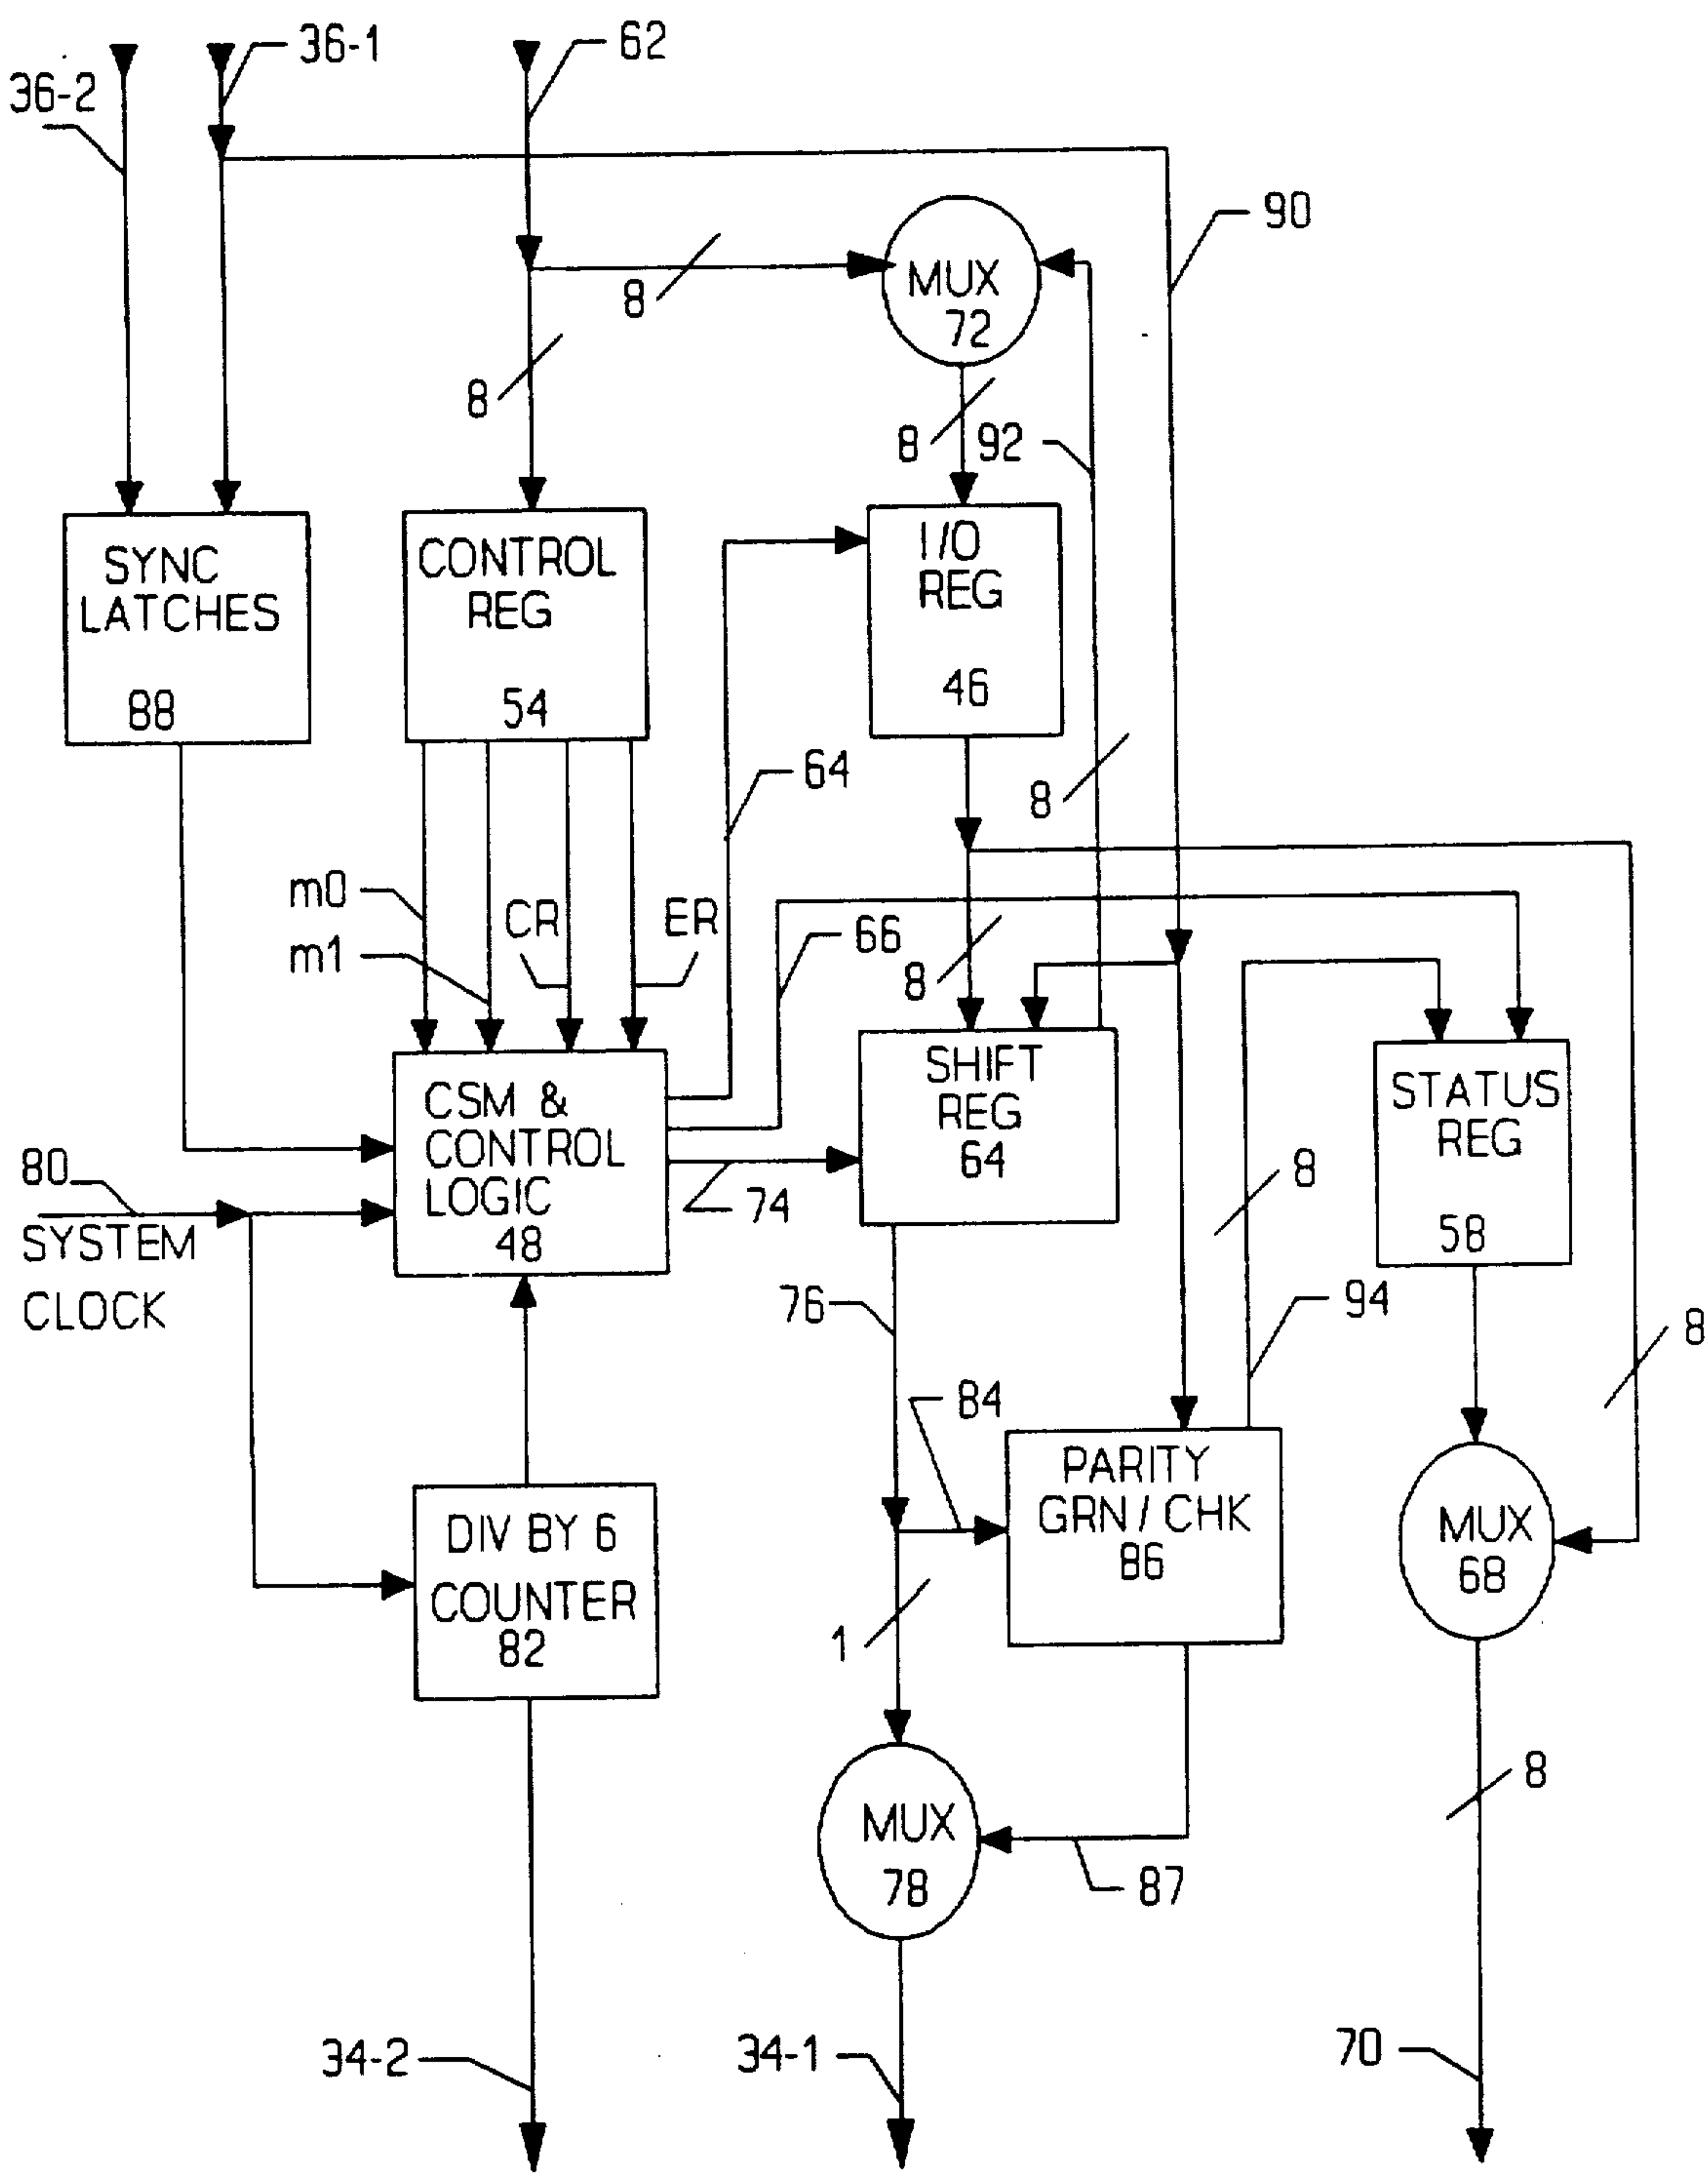 36-2
36-1
62
90
8
MUX
72
8
8
92
SYNC
LATCHES
88
CONTROL
REG
54
I/O
REG
46
64
8
m0
m1
CR
ER
66
8
CSM &
CONTROL
LOGIC
48
SHIFT
REG
64
STATUS
REG
58
74
80
SYSTEM
CLOCK
8
76
94
8
84
PARITY
GRN / CHK
86
DIV BY 6
COUNTER
82
1
MUX
68
MUX
78
87
8
34-2
34-1
70